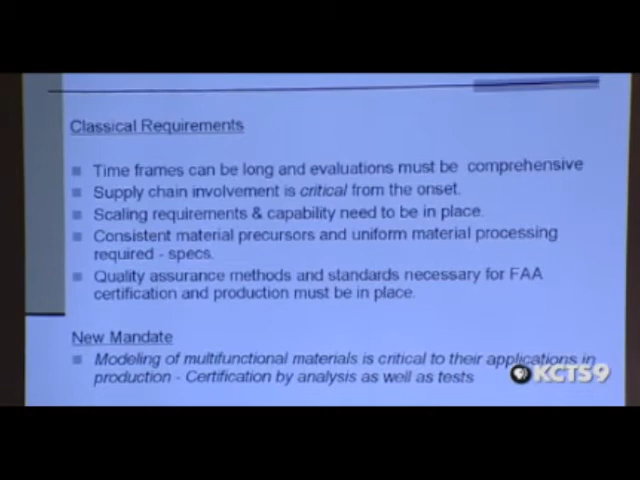 Classical Requirements
Time frames can be long and evaluations must be comprehensive
Supply chain involvement is critical from the onset.
Scaling requirements & capability need to be in place.
Consistent material precursors and uniform material processing
required - specs.
Quality assurance methods and standards necessary for FAA
certification and production must be in place.
New Mandate
Modeling of multifunctional materials is critical to their applications in
production - Certification by analysis as well as tests
KCTS9